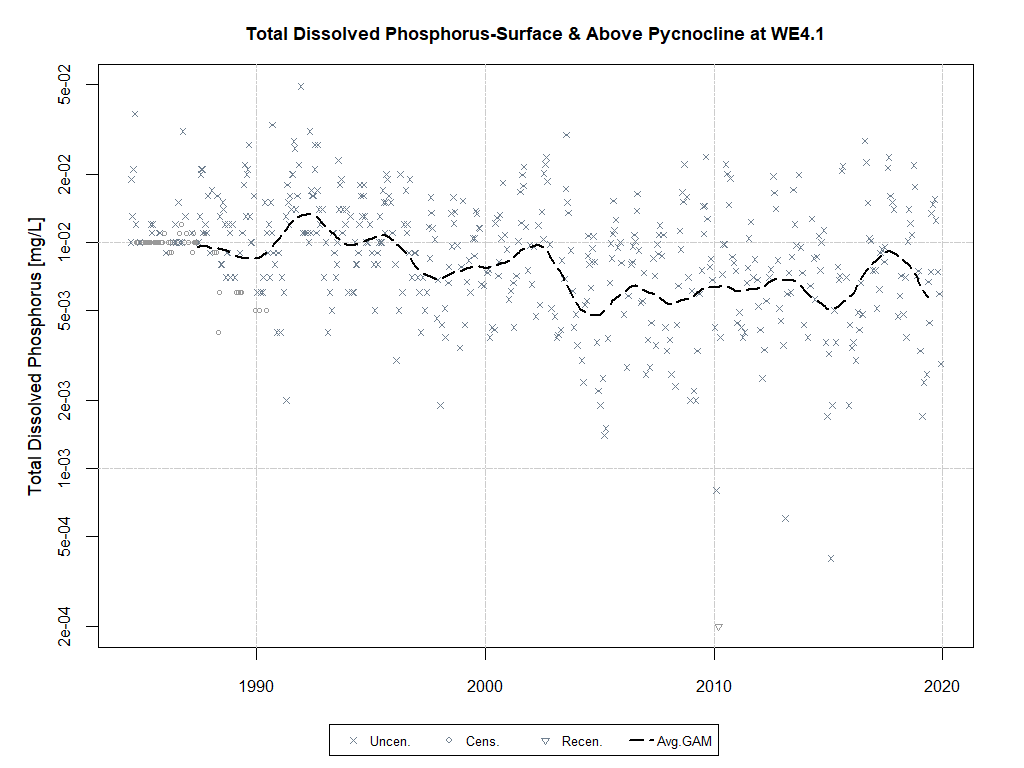 Total Dissolved Phosphorus-Surface & Above Pycnocline at WE4.1
Total Dissolved Phosphorus [mg/L]
5e-02
2e-02
1e-02
5e-03
2e-03
1e-03
5e-04
2e-04
1990 2000 2010 2020
Uncen. Cens. Recen. Avg.GAM